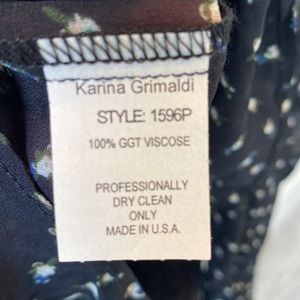 Karina Grimaldi
STYLE: 1596P
100% GGT VISCOSE
PROFESSIONALLY
DRY CLEAN
ONLY
MADE IN U.S.A.